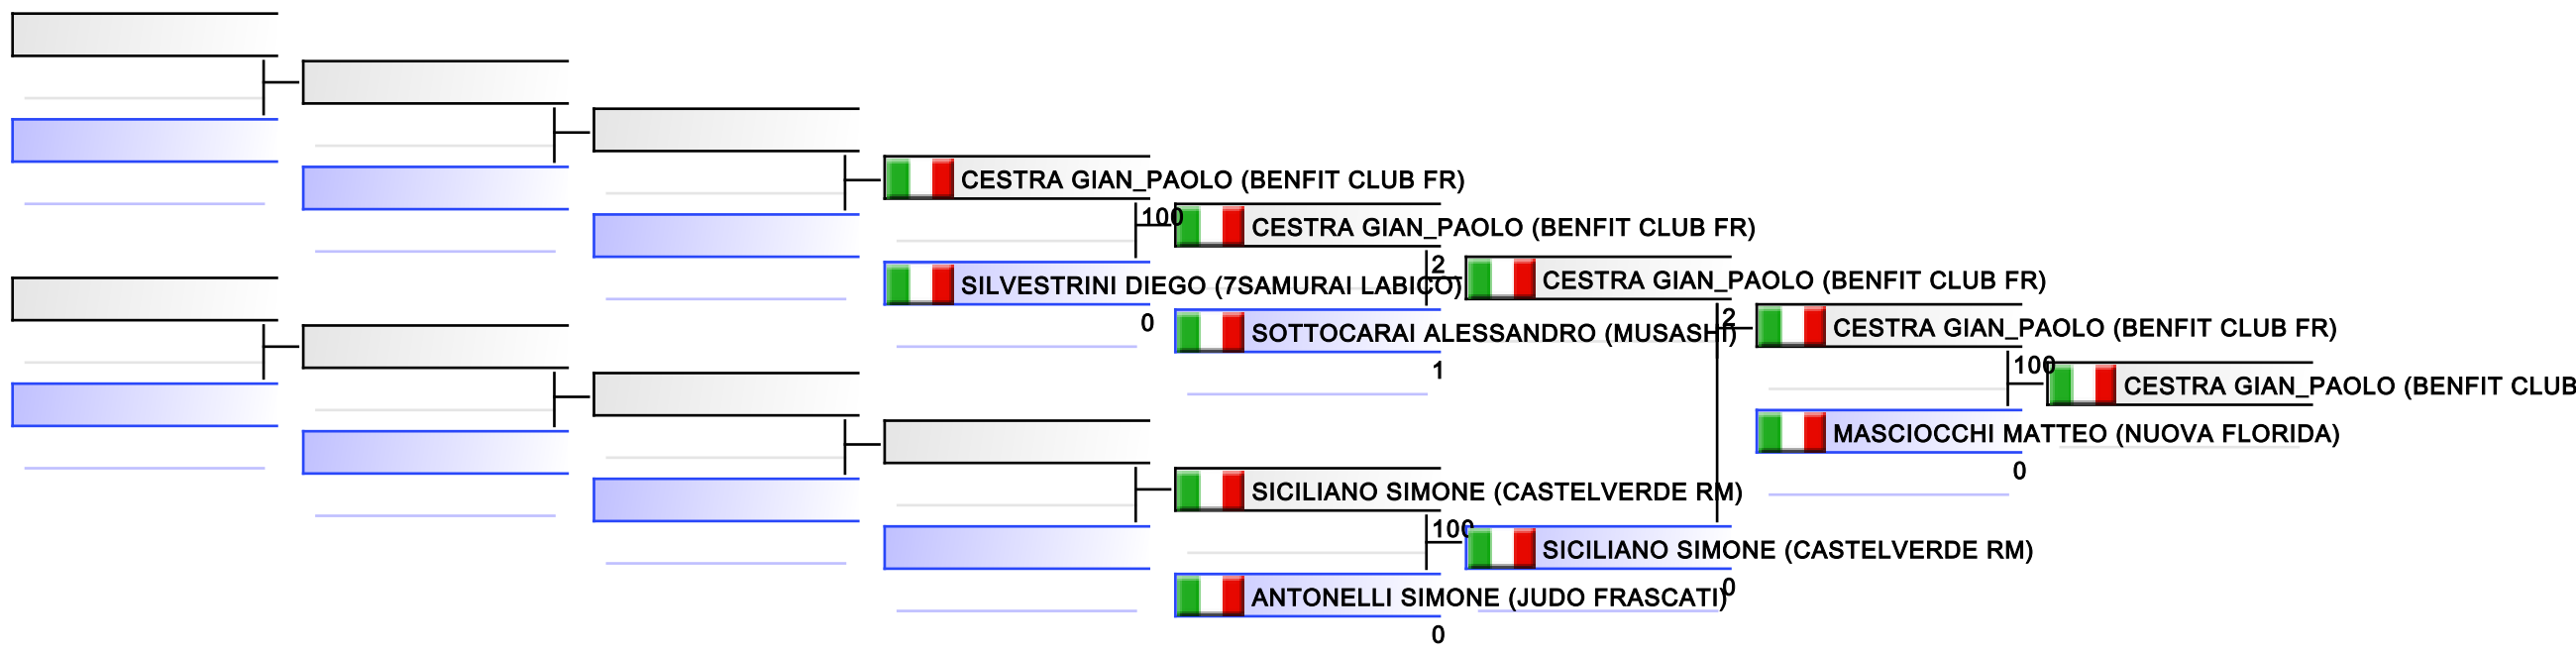 CESTRA GIAN_PAOLO (BENFIT CLUB FR)
100
CESTRA GIAN_PAOLO (BENFIT CLUB FR)
SILVESTRINI DIEGO (7SAMURAI LABICO)
0
2
CESTRA GIAN_PAOLO (BENFIT CLUB FR)
SOTTOCARAI ALESSANDRO (MUSASHI)
1
2
CESTRA GIAN_PAOLO (BENFIT CLUB FR)
100
CESTRA GIAN_PAOLO (BENFIT CLUB
MASCIOCCHI MATTEO (NUOVA FLORIDA)
0
SICILIANO SIMONE (CASTELVERDE RM)
100
SICILIANO SIMONE (CASTELVERDE RM)
0
ANTONELLI SIMONE (JUDO FRASCATI)
0